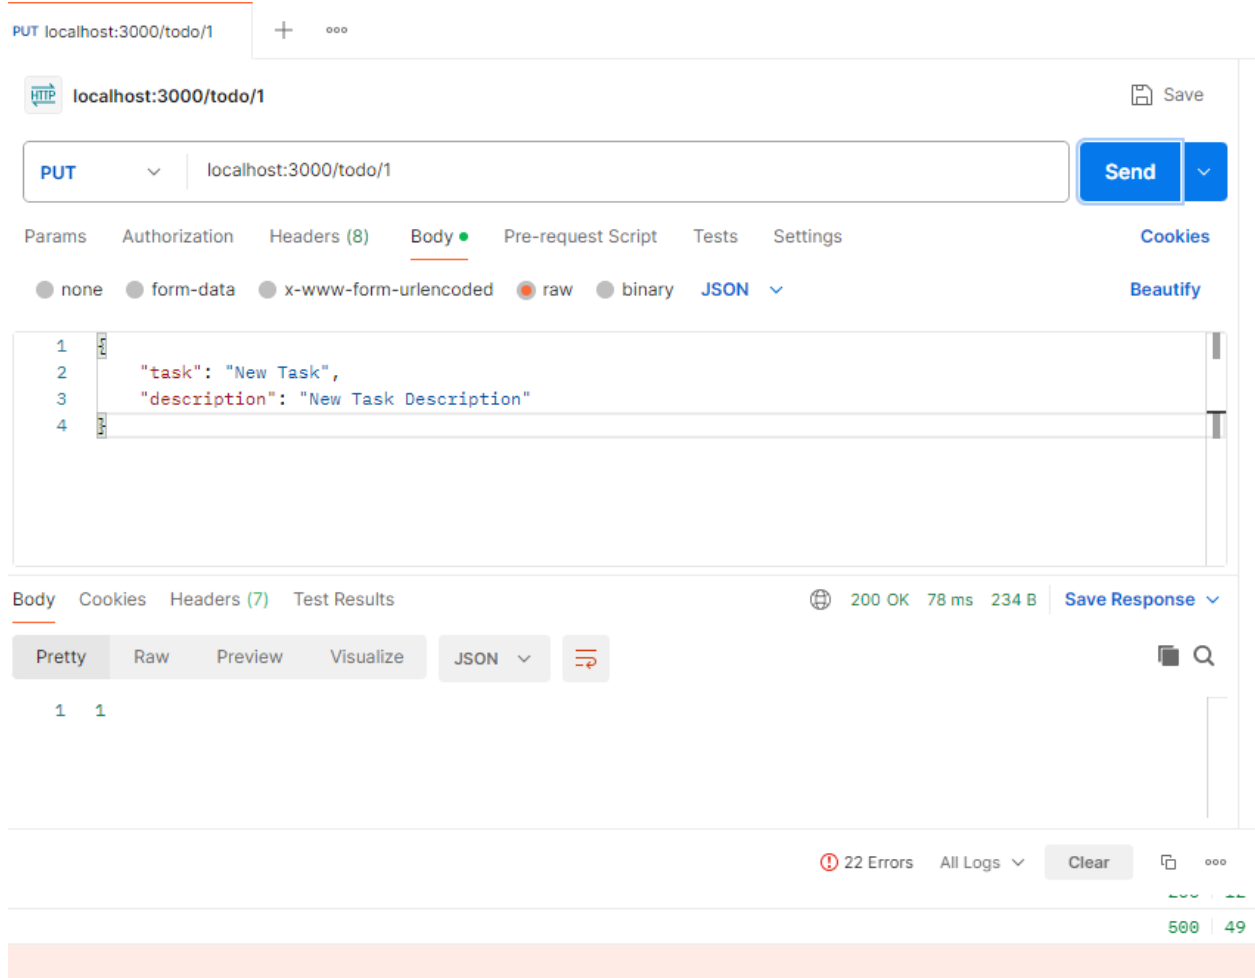 PUT localhost:3000/todo/1
HTTP localhost:3000/todo/1 Save
PUT localhost:3000/todo/1 Send
Params Authorization Headers (8) Body Pre-request Script Tests Settings Cookies
none form-data x-www-form-urlencoded raw binary JSON Beautify
1 {
2 "task": "New Task",
3 "description": "New Task Description"
4 }
Body Cookies Headers (7) Test Results 200 OK 78 ms 234 B Save Response
Pretty Raw Preview Visualize JSON
1 1
22 Errors All Logs Clear
500 49